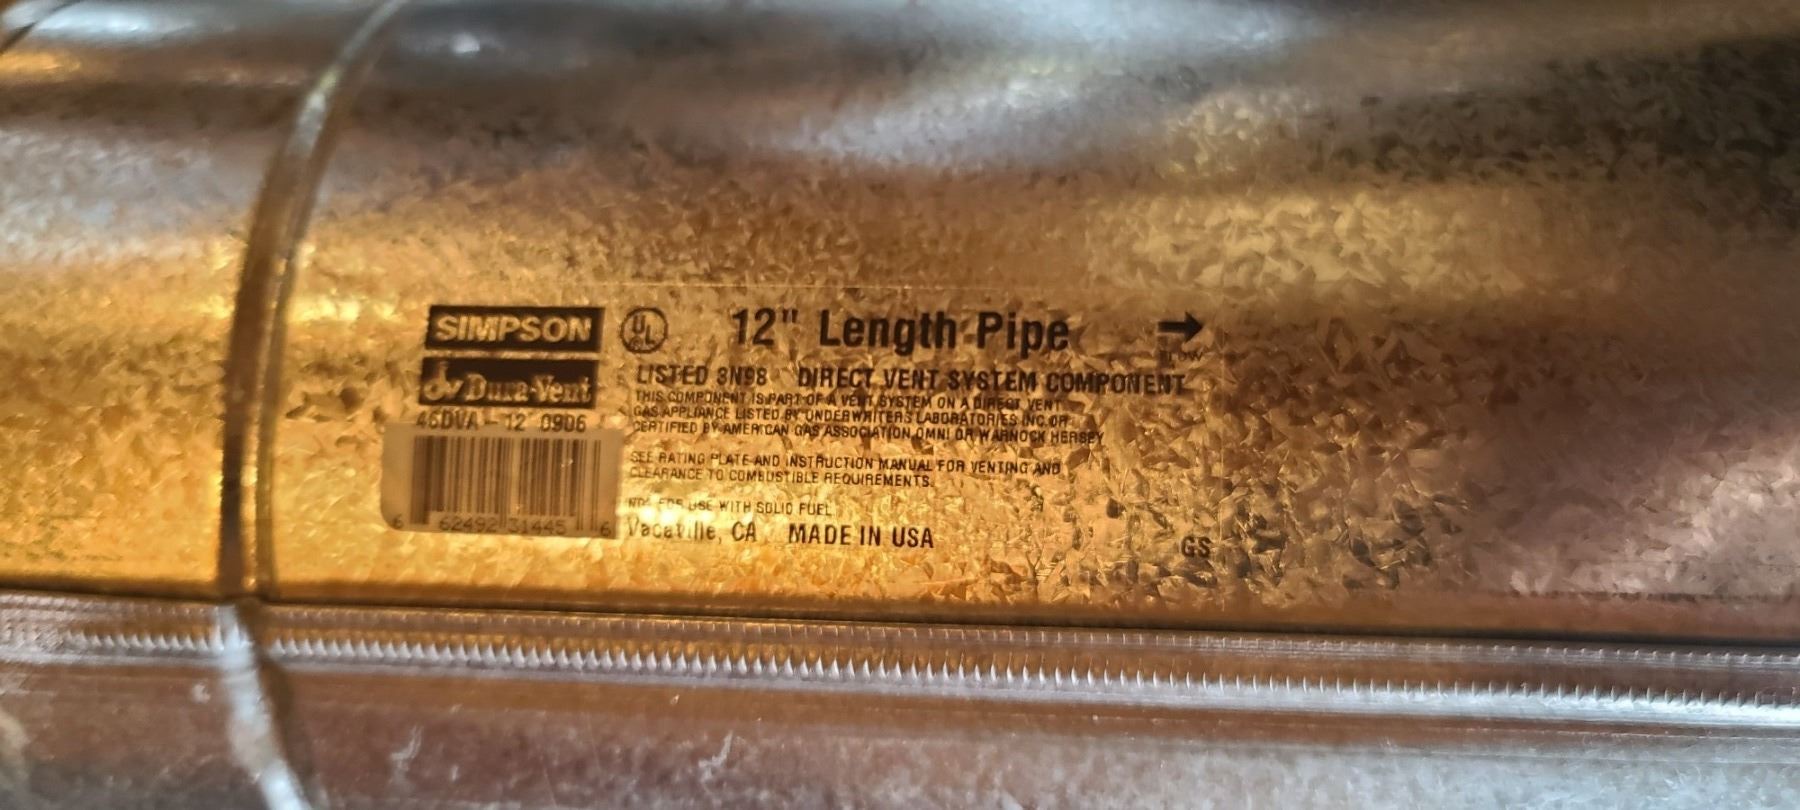 SIMPSON
UL
12" Length Pipe
FLOW
Dura-Vent
LISTED 3N98 DIRECT VENT SYSTEM COMPONENT
THIS COMPONENT IS PART OF A VENT SYSTEM ON A DIRECT VENT
GAS APPLIANCE LISTED BY UNDERWRITERS LABORATORIES INC. OR
CERTIFIED BY AMERICAN GAS ASSOCIATION, OMNI OR WARNOCK HERSEY
46DVA-12 0906
SEE RATING PLATE AND INSTRUCTION MANUAL FOR VENTING AND
CLEARANCE TO COMBUSTIBLE REQUIREMENTS.
NOT FOR USE WITH SOLID FUEL
6 62492 31445 6
Vacaville, CA MADE IN USA
GS